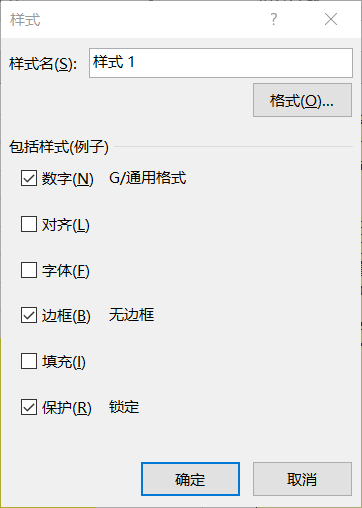 样式
样式名(S): 样式 1
格式(O)...
包括样式(例子)
数字(N) G/通用格式
对齐(L)
字体(F)
边框(B) 无边框
填充(I)
保护(R) 锁定
确定 取消